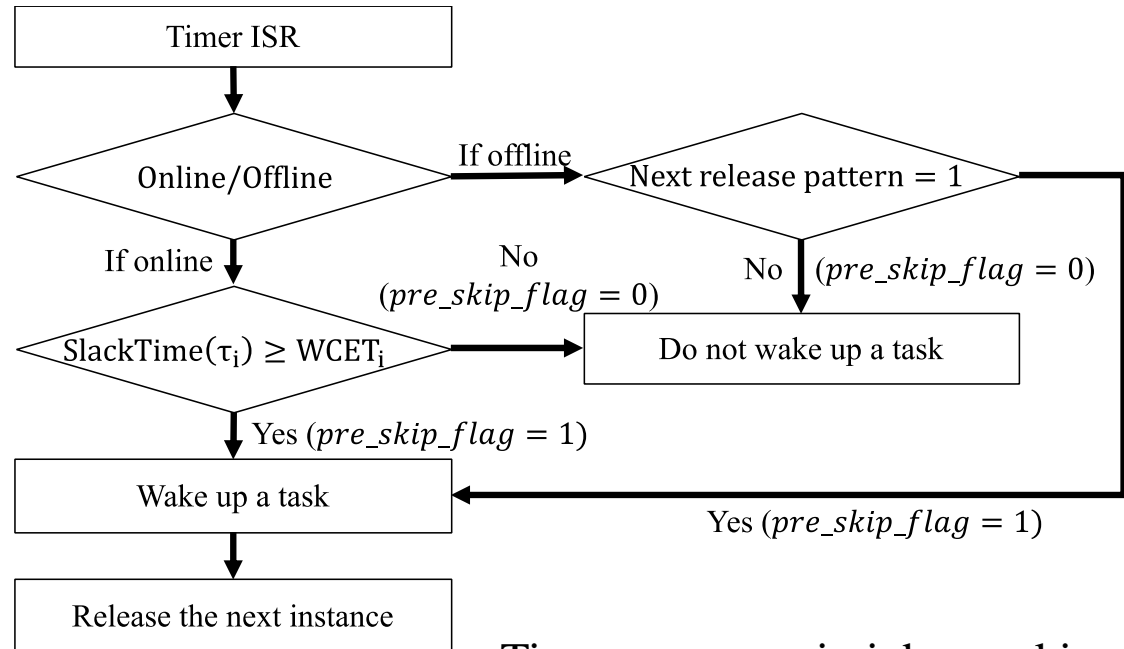 Timer ISR
Online/Offline
If offline
Next release pattern = 1
If online
No
(pre_skip_flag = 0)
No (pre_skip_flag = 0)
SlackTime(τᵢ) ≥ WCETᵢ
Do not wake up a task
Yes (pre_skip_flag = 1)
Wake up a task
Yes (pre_skip_flag = 1)
Release the next instance